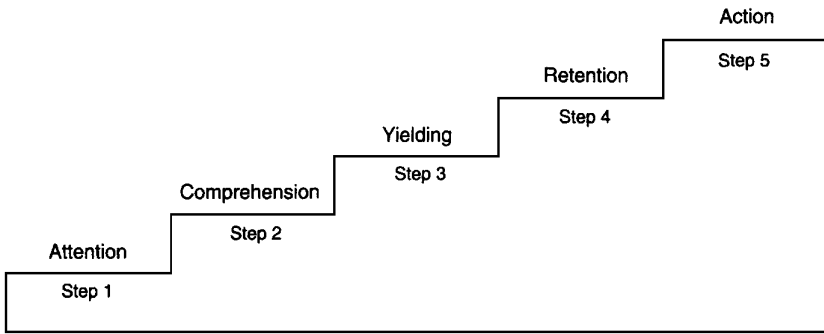 Action
Step 5
Retention
Step 4
Yielding
Step 3
Comprehension
Step 2
Attention
Step 1